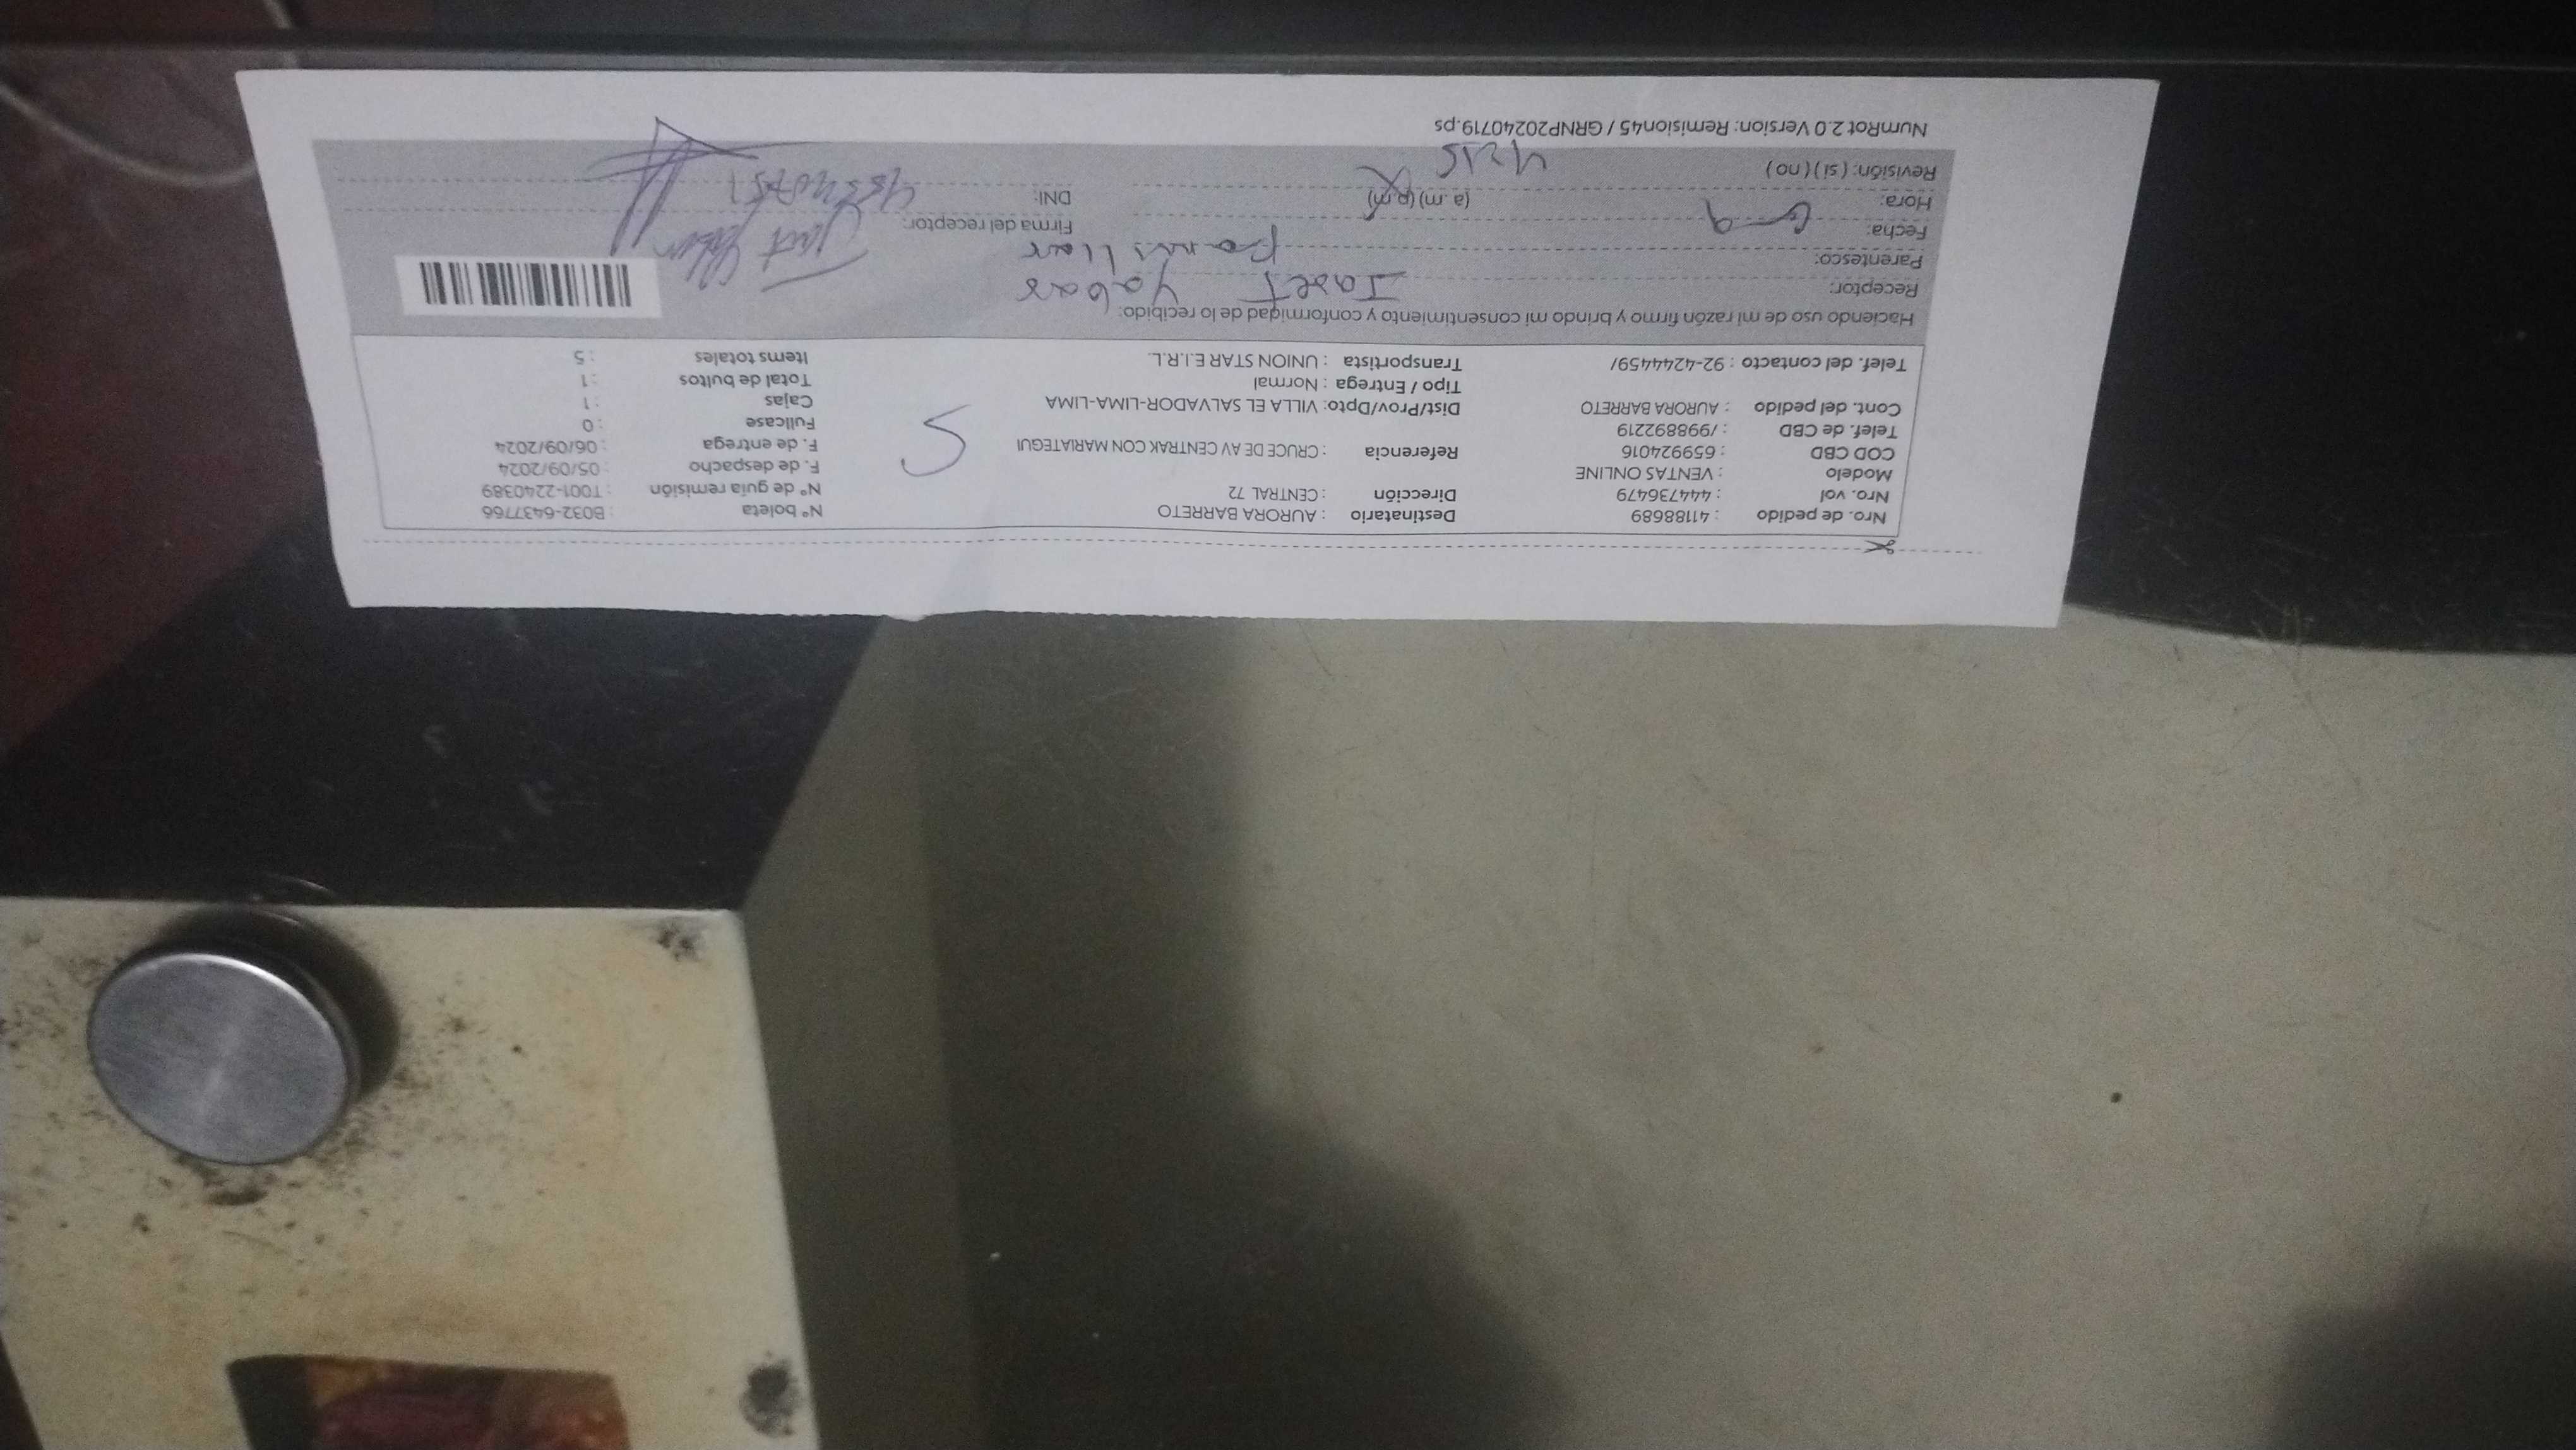 Nro. de pedido : 41188689
Nro. vol : 444736479
Modelo : VENTAS ONLINE
COD CBD : 659924016
Telef. de CBD : /998892219
Cont. del pedido : AURORA BARRETO
Telef. del contacto : 92-4244459/
Destinatario : AURORA BARRETO
Dirección : CENTRAL 72
Referencia : CRUCE DE AV CENTRAK CON MARIATEGUI
Dist/Prov/Dpto: VILLA EL SALVADOR-LIMA-LIMA
Tipo / Entrega : Normal
Transportista : UNION STAR E.I.R.L.
5
N° boleta : B032-6437766
N° de guía remisión : T001-2240389
F. de despacho : 05/09/2024
F. de entrega : 06/09/2024
Fullcase : 0
Cajas : 1
Total de bultos : 1
Items totales : 5
Haciendo uso de mi razón firmo y brindo mi consentimiento y conformidad de lo recibido:
Receptor: Yabar
Parentesco: familiar
Fecha: 6-9
Hora: (a.m) (p.m)
Revisión: ( si ) ( no )
4215
Firma del receptor:
DNI:
NumRot 2.0 Version: Remision45 / GRNP20240719.ps